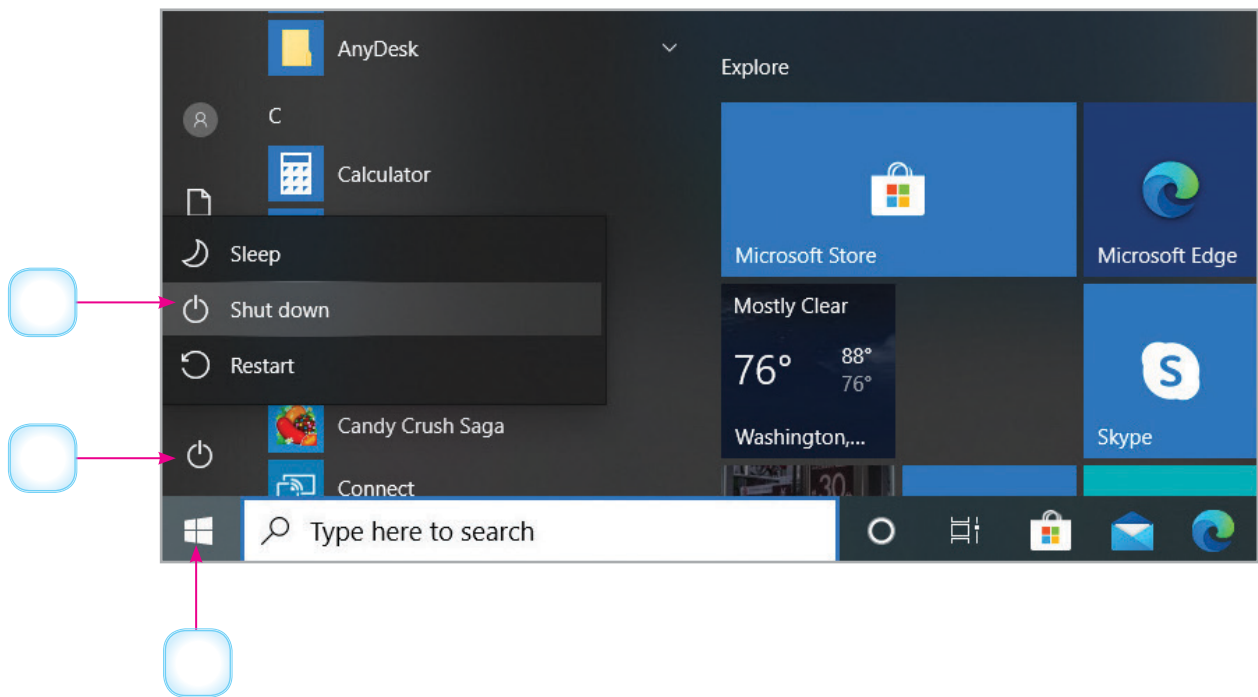 AnyDesk
C
Calculator
Sleep
Shut down
Restart
Candy Crush Saga
Connect
Explore
Microsoft Store
Microsoft Edge
Mostly Clear
76° 88°
76°
Washington,...
Skype
30
Type here to search